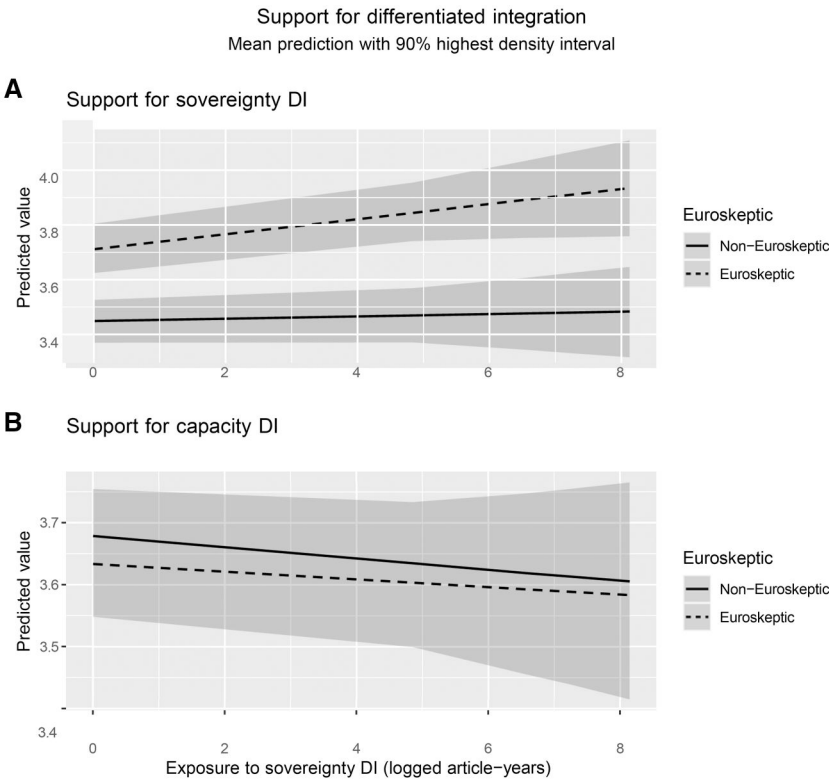 Support for differentiated integration
Mean prediction with 90% highest density interval
A
Support for sovereignty DI
Predicted value
4.0
3.8
3.6
3.4
0 2 4 6 8
Euroskeptic
Non-Euroskeptic
Euroskeptic
B
Support for capacity DI
Predicted value
3.7
3.6
3.5
3.4
0 2 4 6 8
Exposure to sovereignty DI (logged article-years)
Euroskeptic
Non-Euroskeptic
Euroskeptic